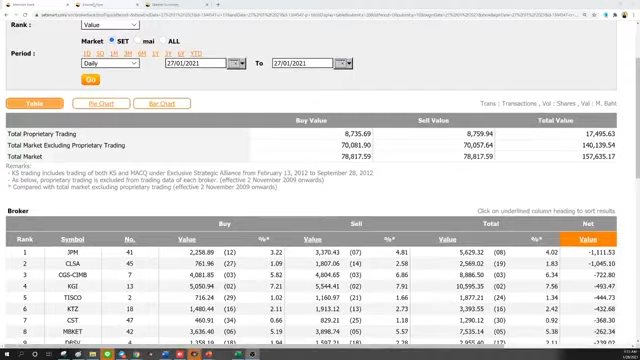 Rank : Value
Market SET mai ALL
Period : 1D 5D 1M 3M 6M 1Y 3Y 6Y YTD
Daily 27/01/2021 To 27/01/2021
Go
Table Pie Chart Bar Chart Trans : Transactions , Vol : Shares , Val : M. Baht
Buy Value Sell Value Total Value
Total Proprietary Trading 8,735.69 8,759.94 17,495.63
Total Market Excluding Proprietary Trading 70,081.90 70,057.64 140,139.54
Total Market 78,817.59 78,817.59 157,635.17
Remarks:
- KS trading includes trading of both KS and MACQ under Exclusive Strategic Alliance from February 13, 2012 to September 28, 2012
- As below, proprietary trading is excluded from trading data of each broker. (effective 2 November 2009 onwards)
* Compared with total market excluding proprietary trading (effective 2 November 2009 onwards)
Broker Click on underlined column heading to sort results.
Buy Sell Total Net
Rank Symbol No. Value %* Value %* Value %* Value
1 JPM 41 2,258.89 (12) 3.22 3,370.43 (07) 4.81 5,629.32 (08) 4.02 -1,111.53
2 CLSA 45 761.96 (27) 1.09 1,807.06 (14) 2.58 2,569.02 (19) 1.83 -1,045.10
3 CGS-CIMB 7 4,081.85 (03) 5.82 4,804.65 (03) 6.86 8,886.50 (03) 6.34 -722.80
4 KGI 13 5,050.94 (02) 7.21 5,544.41 (02) 7.91 10,595.35 (02) 7.56 -493.47
5 TISCO 2 716.24 (29) 1.02 1,160.97 (21) 1.66 1,877.21 (24) 1.34 -444.73
6 KTZ 18 1,480.44 (16) 2.11 1,913.12 (13) 2.73 3,393.55 (16) 2.42 -432.68
7 CST 47 460.91 (34) 0.66 829.21 (25) 1.18 1,290.12 (30) 0.92 -368.30
8 MBKET 42 3,636.40 (06) 5.19 3,898.74 (05) 5.57 7,535.14 (05) 5.38 -262.34